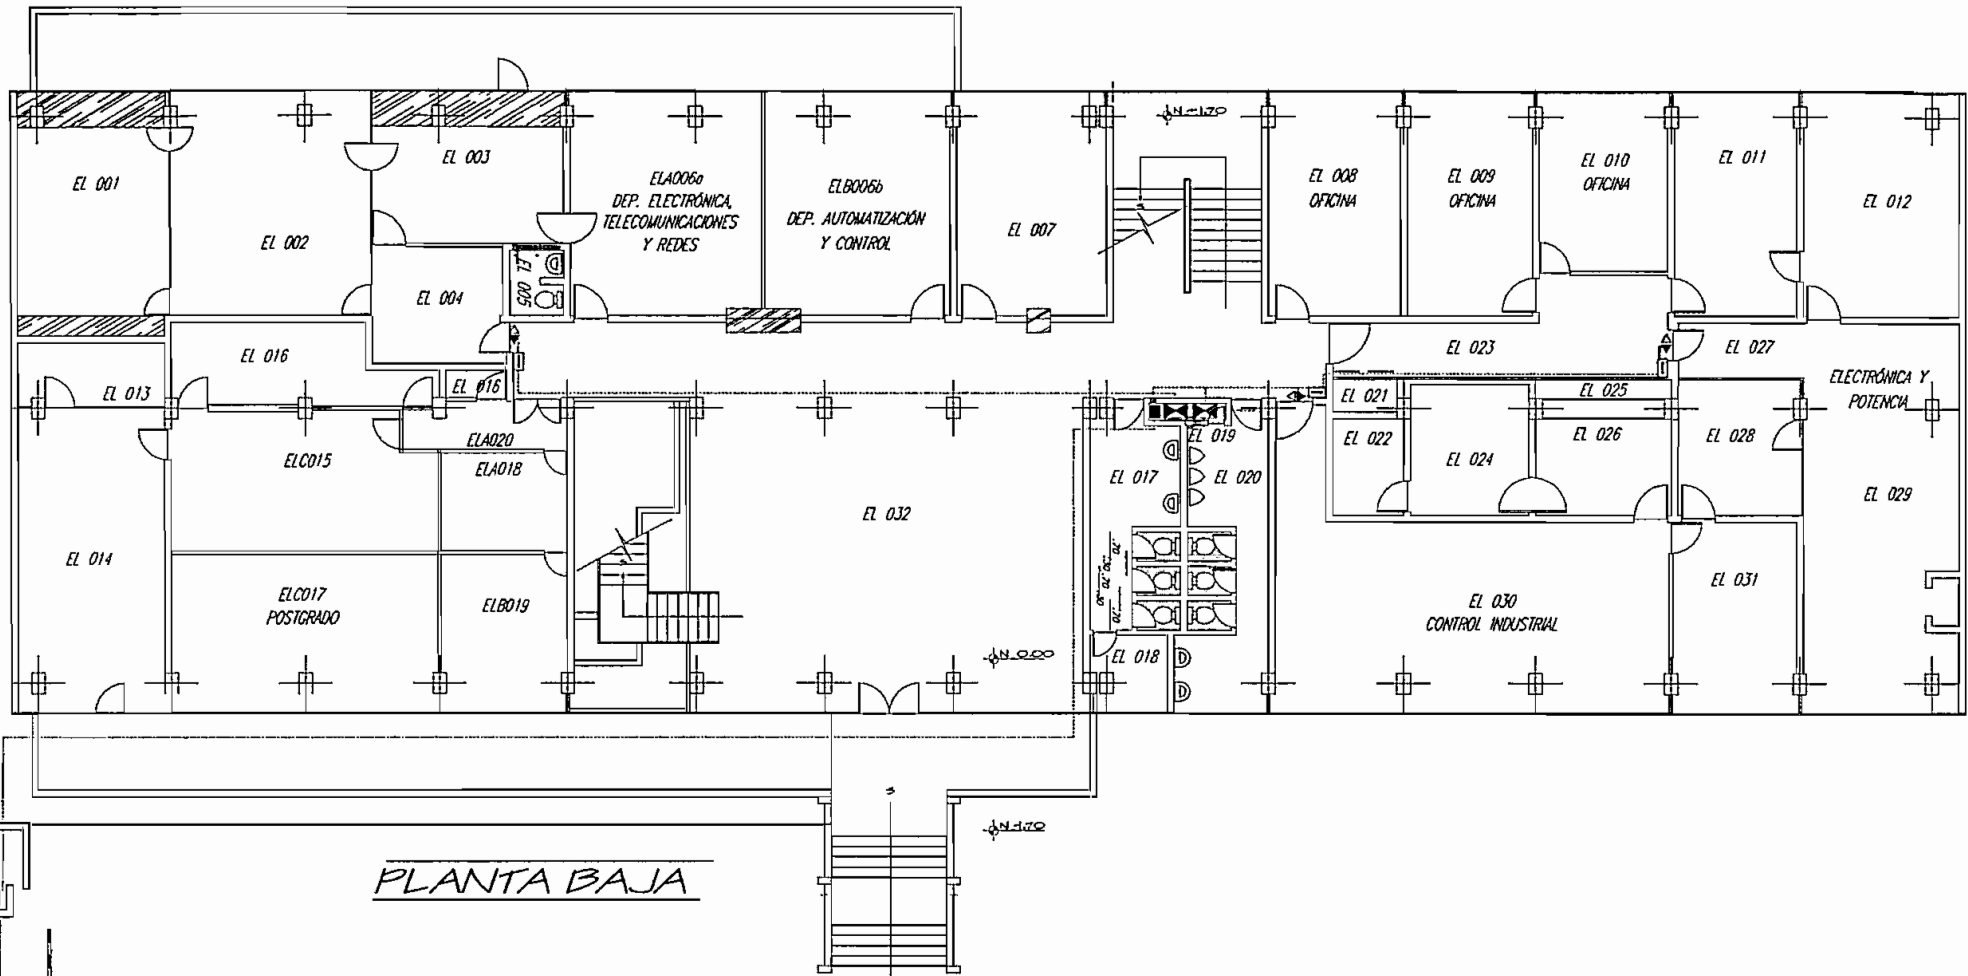 N-1.70
EL 001
EL 002
EL 003
ELA006a
DEP. ELECTRÓNICA,
TELECOMUNICACIONES
Y REDES
ELB006b
DEP. AUTOMATIZACIÓN
Y CONTROL
EL 007
EL 008
OFICINA
EL 009
OFICINA
EL 010
OFICINA
EL 011
EL 012
EL 004
EL 005
S
EL 016
EL 013
EL 016
EL 023
EL 027
ELECTRÓNICA Y
POTENCIA
EL 021
EL 025
EL 022
EL 024
EL 026
EL 028
EL 029
ELA020
ELC015
ELA018
EL 019
EL 017
EL 020
EL 032
EL 014
ELC017
POSTGRADO
ELB019
S
EL 030
CONTROL INDUSTRIAL
EL 031
EL 018
N 0.00
S
N-1.70
PLANTA BAJA